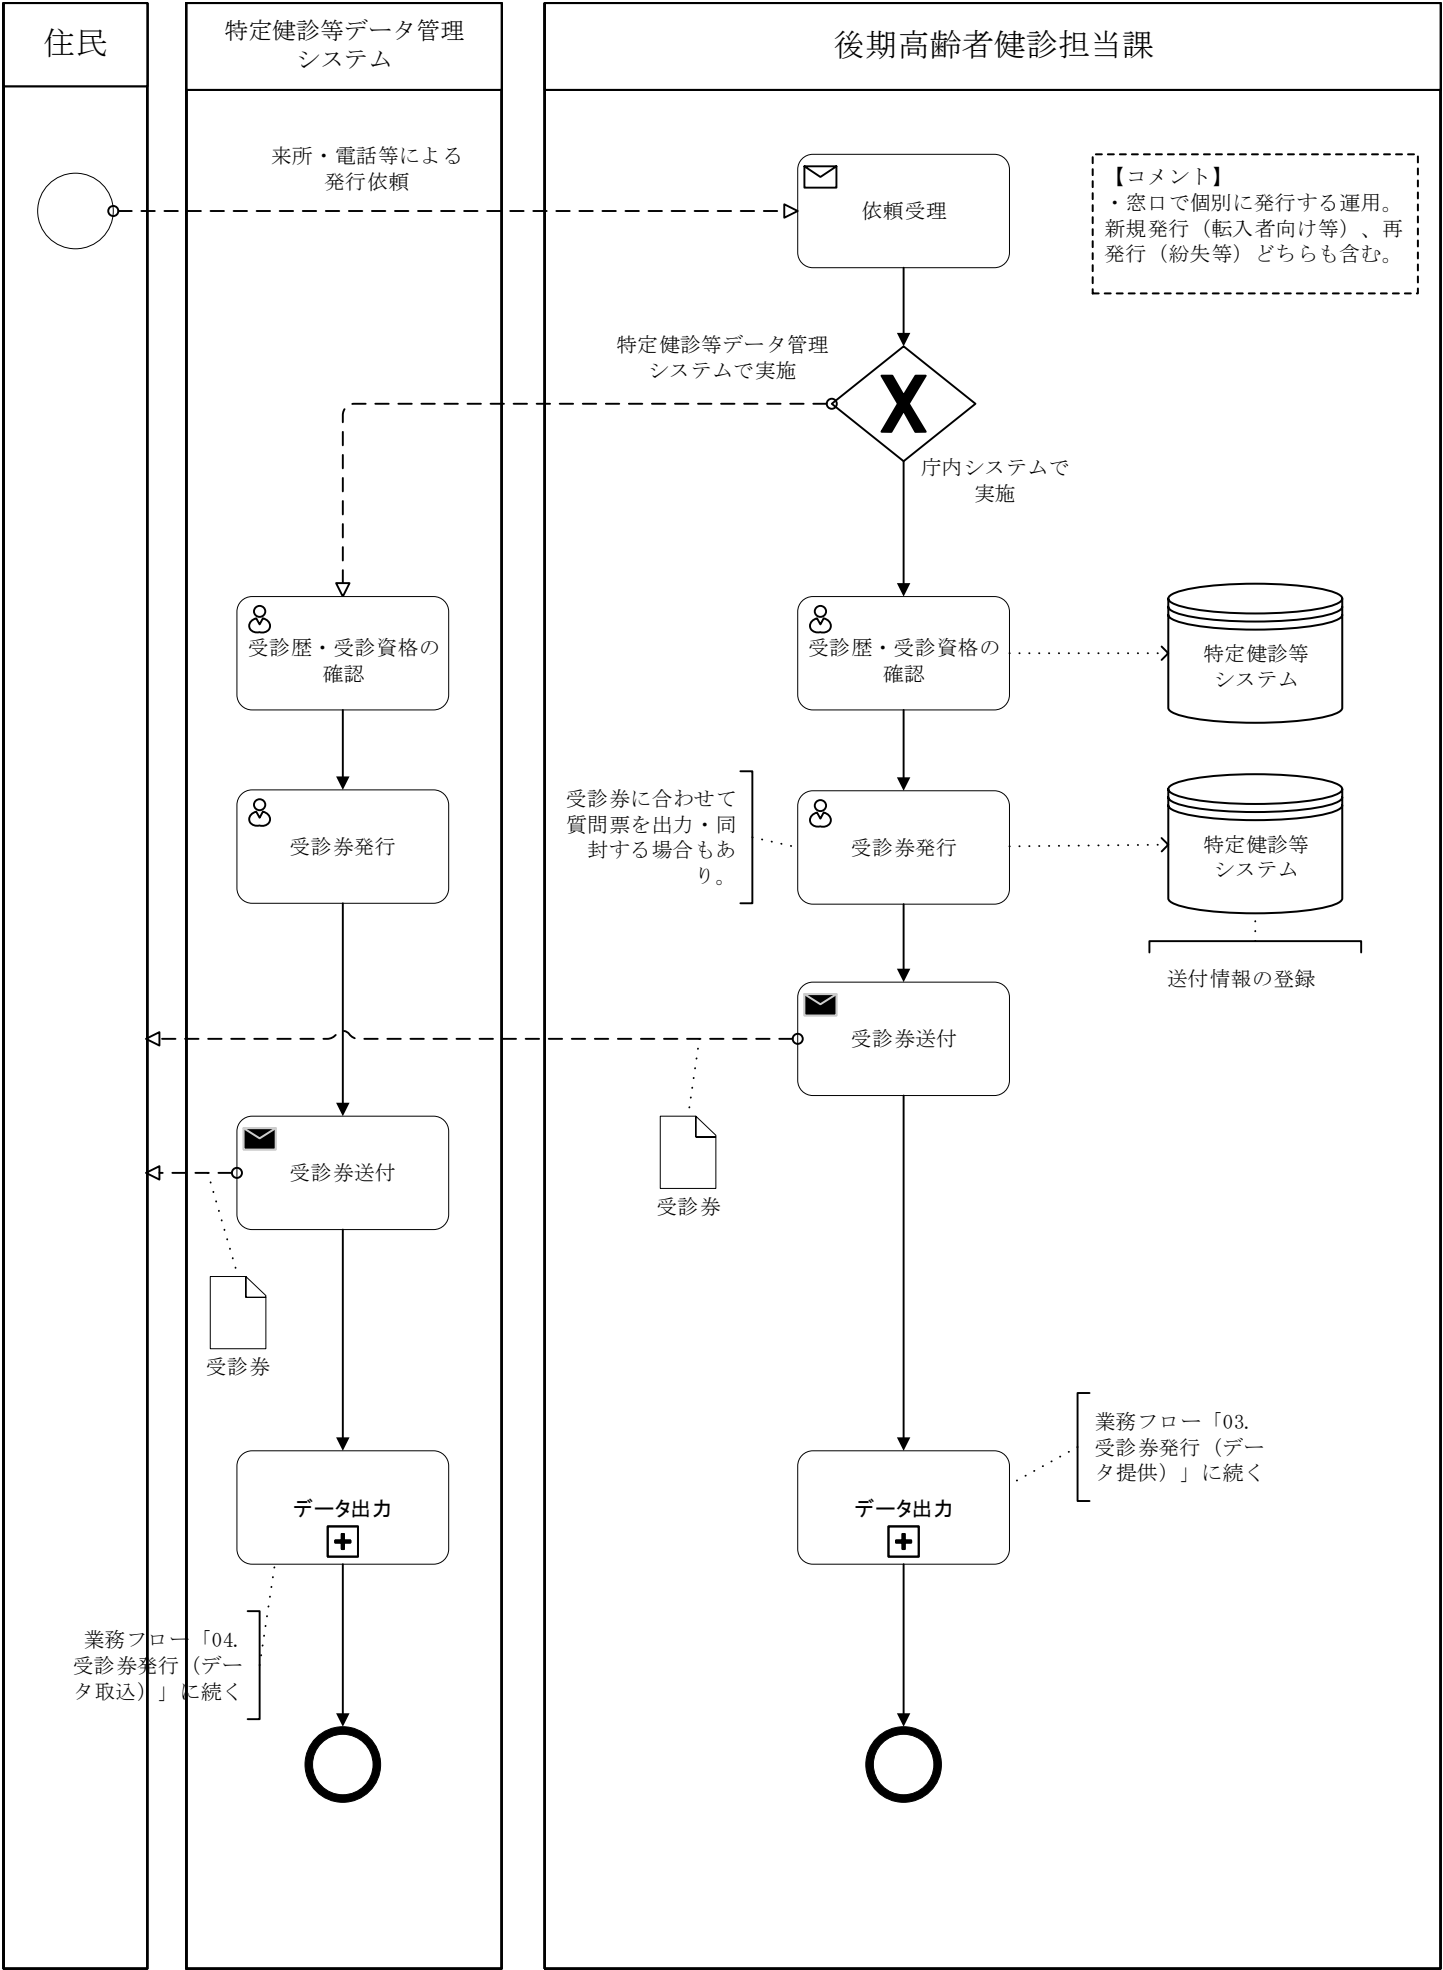 住民
特定健診等データ管理
システム
後期高齢者健診担当課
来所・電話等による
発行依頼
依頼受理
【コメント】
・窓口で個別に発行する運用。
新規発行（転入者向け等）、再
発行（紛失等）どちらも含む。
特定健診等データ管理
システムで実施
X
庁内システムで
実施
受診歴・受診資格の
確認
受診歴・受診資格の
確認
特定健診等
システム
受診券発行
受診券に合わせて
質問票を出力・同
封する場合もあ
り。
受診券発行
特定健診等
システム
送付情報の登録
受診券送付
受診券
受診券送付
受診券
データ出力
データ出力
業務フロー「03.
受診券発行（デー
タ提供）」に続く
業務フロー「04.
受診券発行（デー
タ取込）」に続く